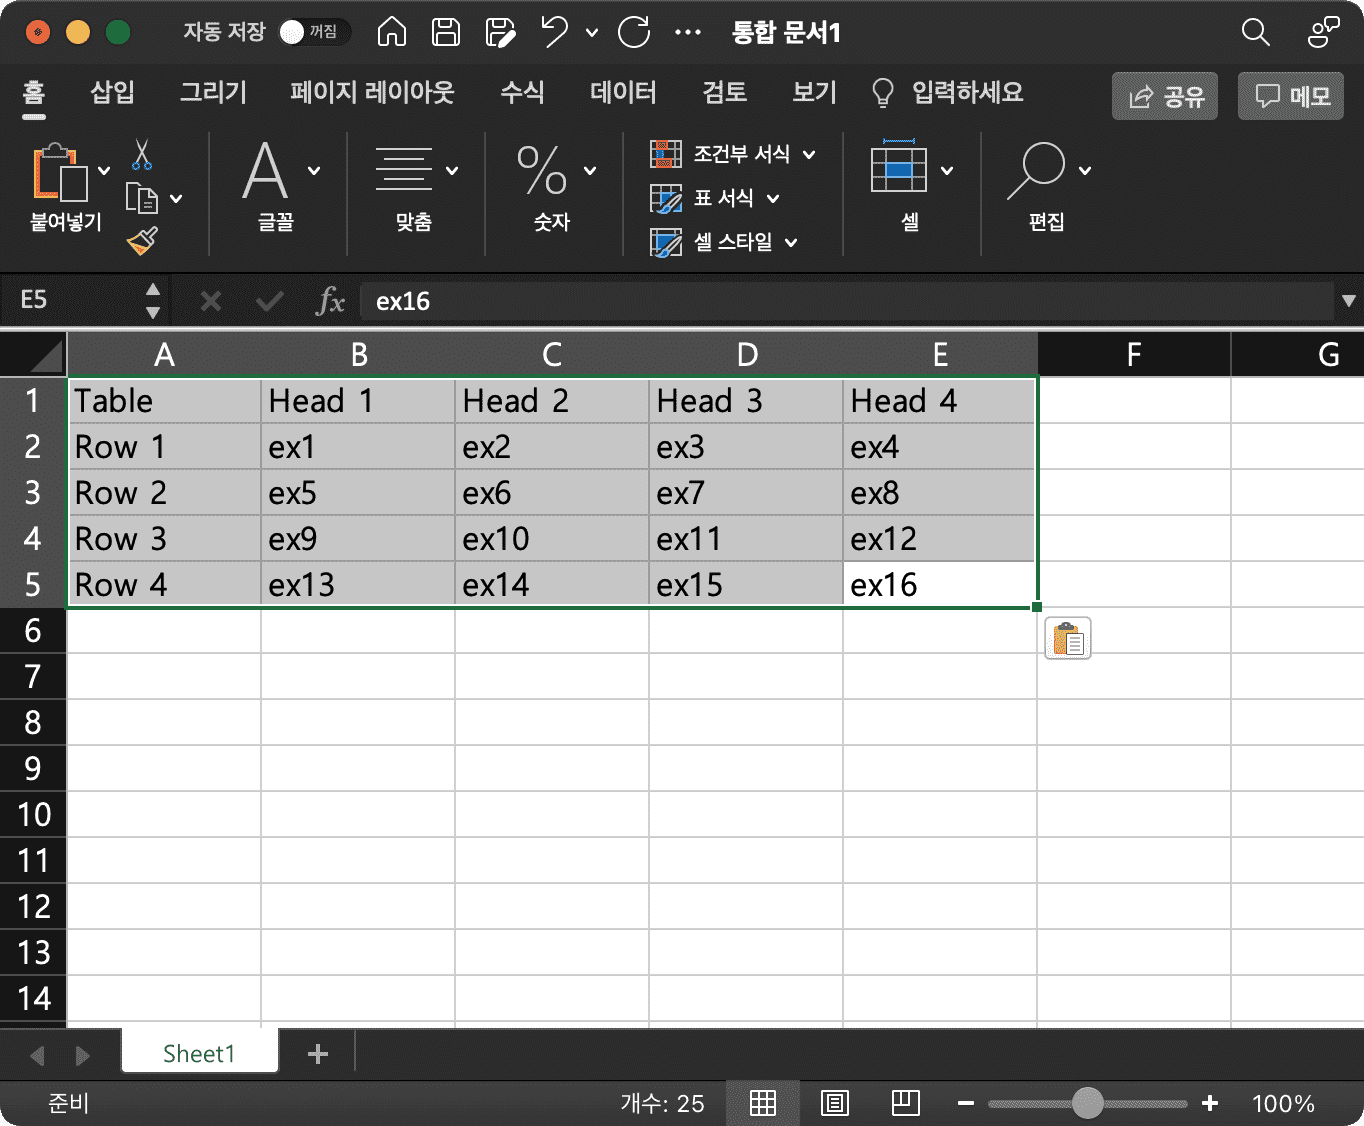 자동 저장 꺼짐 통합 문서1
홈 삽입 그리기 페이지 레이아웃 수식 데이터 검토 보기 입력하세요 공유 메모
붙여넣기 글꼴 맞춤 숫자 조건부 서식 표 서식 셀 스타일 셀 편집
E5 fx ex16
A B C D E F G
1 Table Head 1 Head 2 Head 3 Head 4
2 Row 1 ex1 ex2 ex3 ex4
3 Row 2 ex5 ex6 ex7 ex8
4 Row 3 ex9 ex10 ex11 ex12
5 Row 4 ex13 ex14 ex15 ex16
6
7
8
9
10
11
12
13
14
Sheet1 +
준비 개수: 25 100%